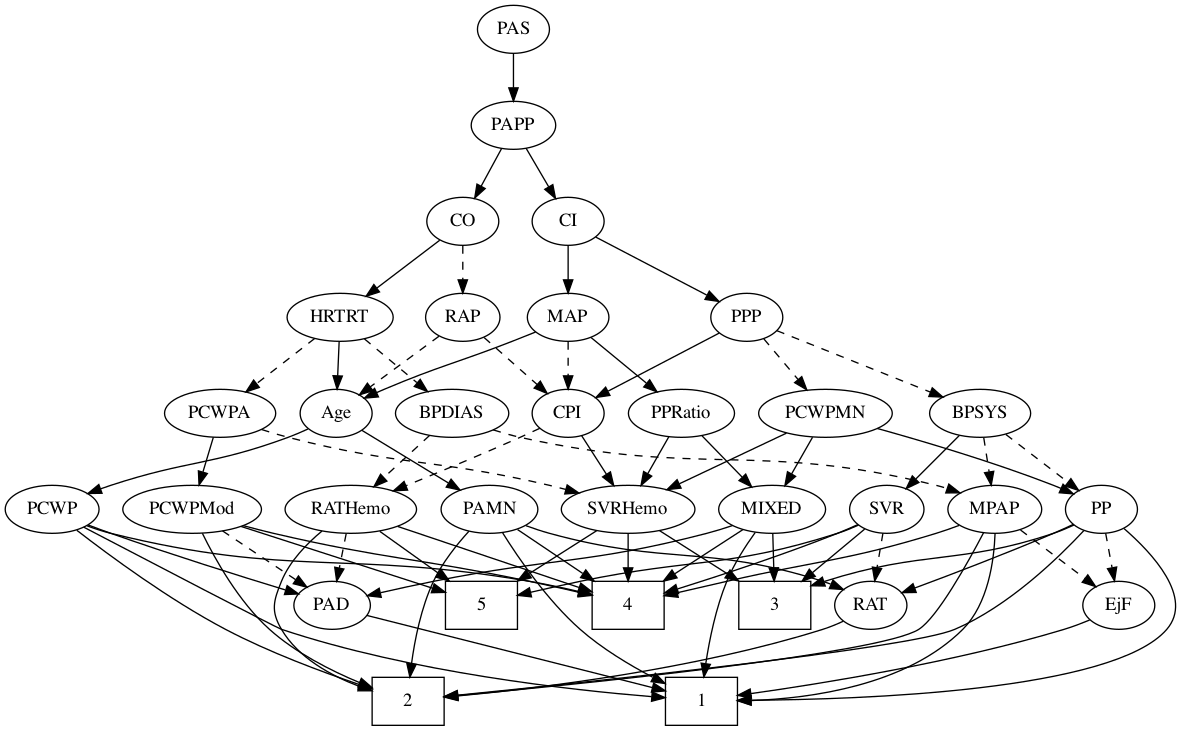 PAS
PAPP
CO
CI
HRTRT
RAP
MAP
PPP
PCWPA
Age
BPDIAS
CPI
PPRatio
PCWPMN
BPSYS
PCWP
PCWPMod
RATHemo
PAMN
SVRHemo
MIXED
SVR
MPAP
PP
PAD
5
4
3
RAT
EjF
2
1